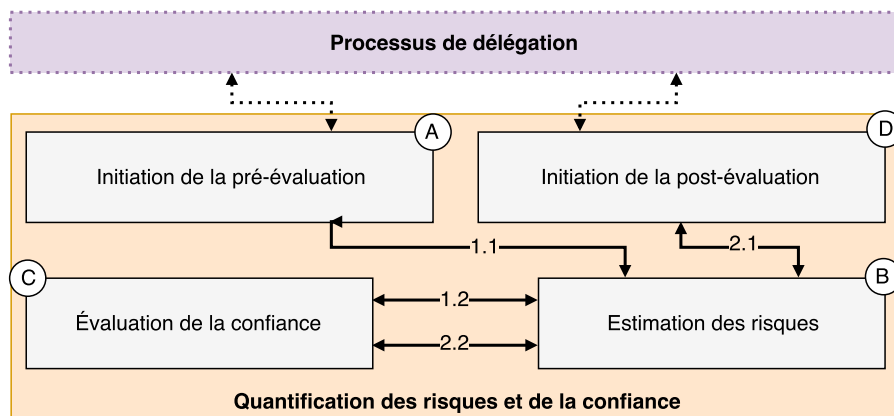 Processus de délégation
A
D
Initiation de la pré-évaluation
Initiation de la post-évaluation
1.1
2.1
C
B
1.2
Évaluation de la confiance
Estimation des risques
2.2
Quantification des risques et de la confiance